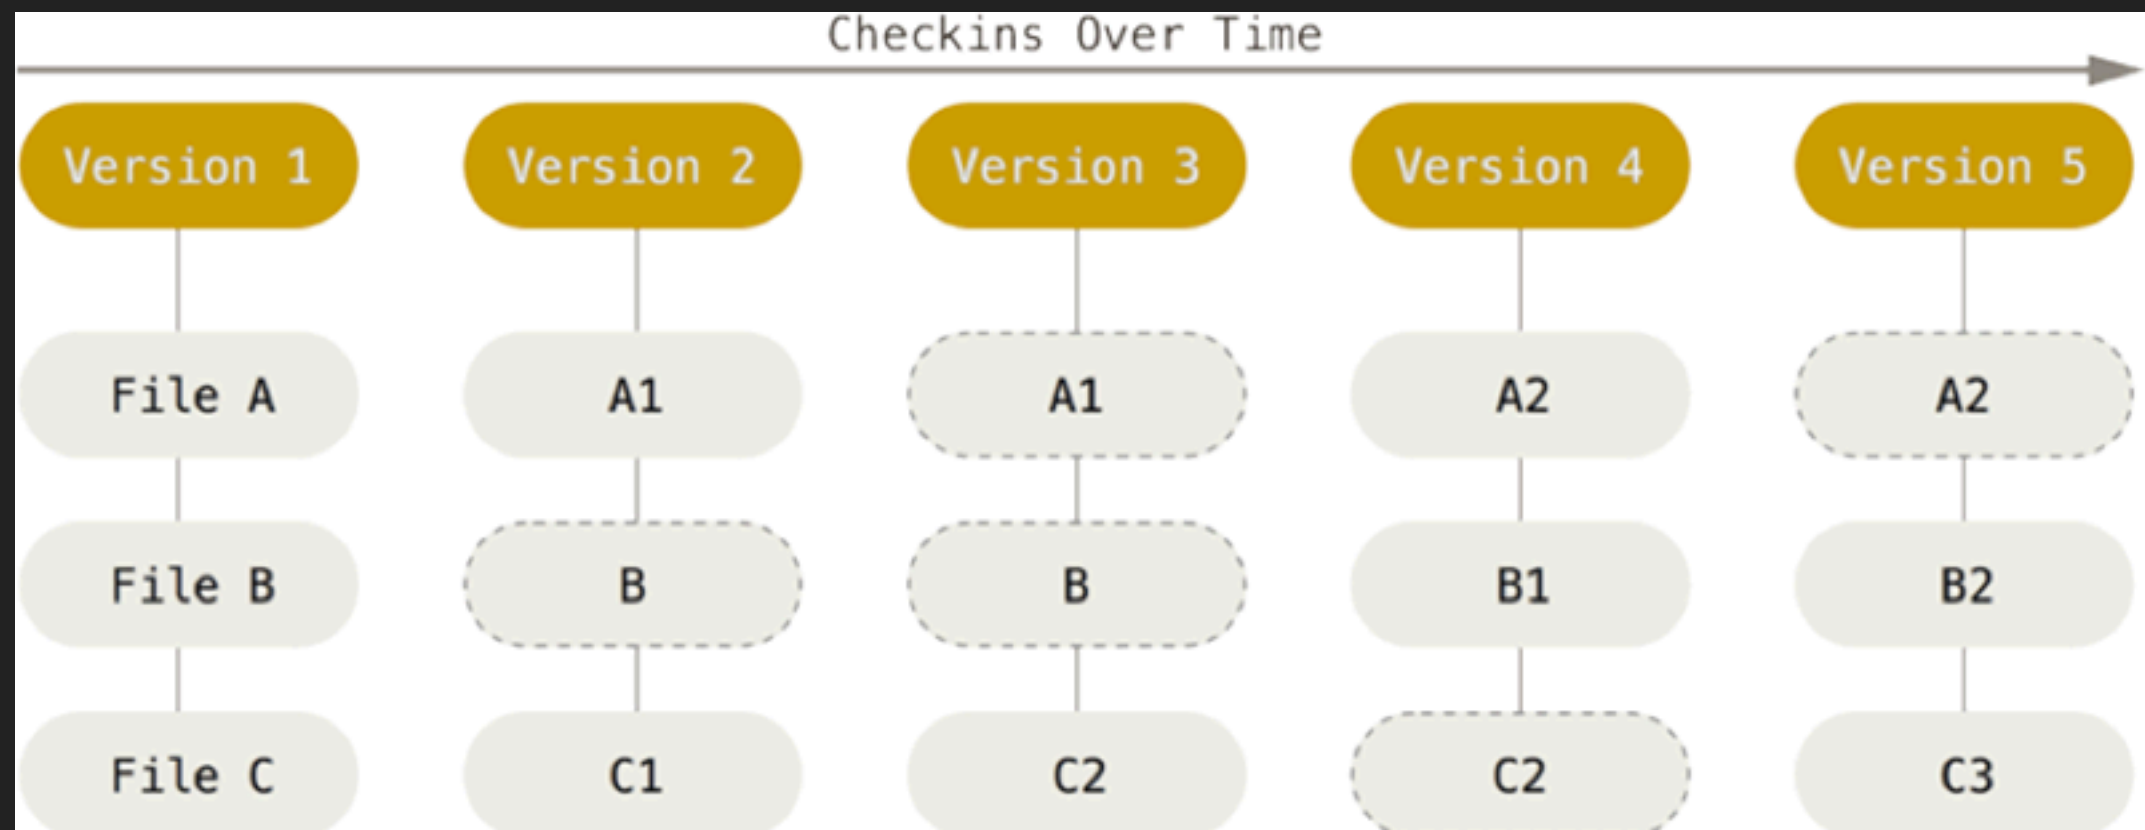 Checkins Over Time
Version 1 Version 2 Version 3 Version 4 Version 5
File A A1 A1 A2 A2
File B B B B1 B2
File C C1 C2 C2 C3